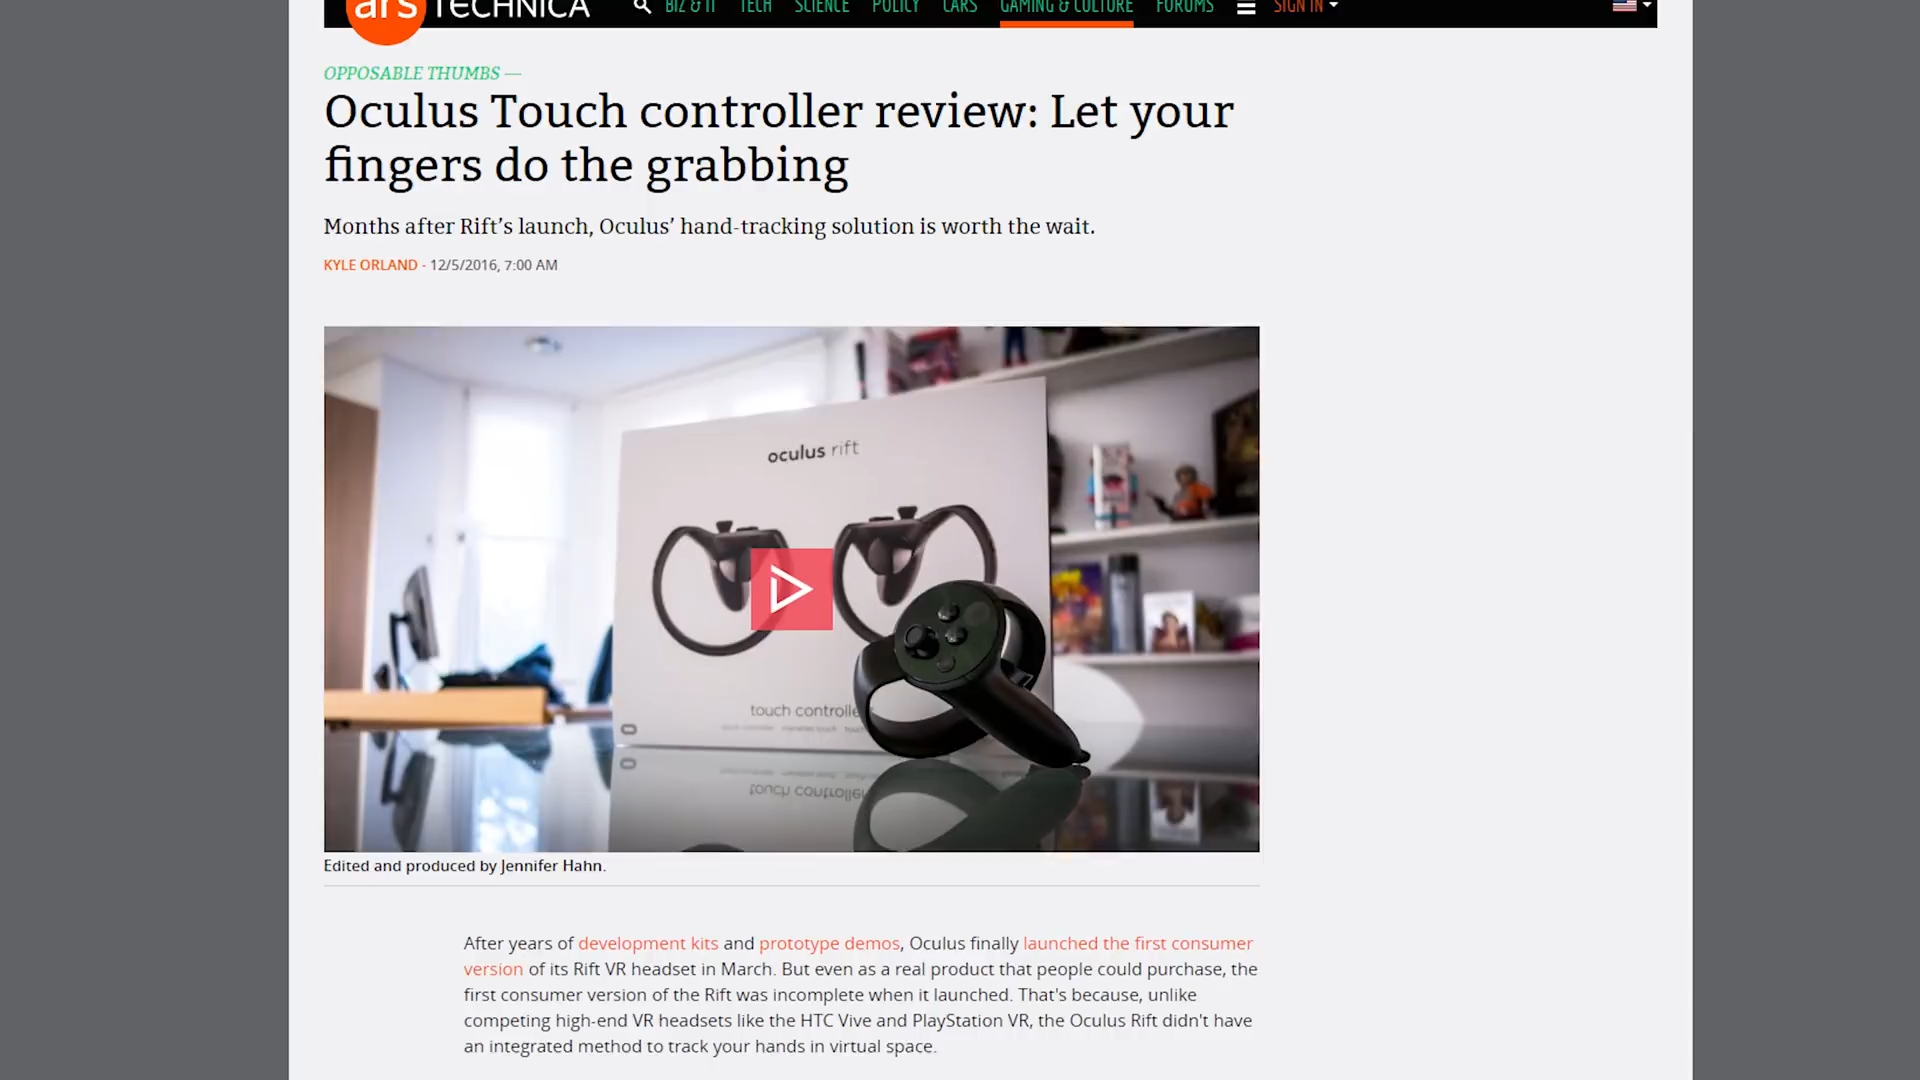 ars TECHNICA BIZ & IT TECH SCIENCE POLICY CARS GAMING & CULTURE FORUMS SIGN IN
OPPOSABLE THUMBS —
Oculus Touch controller review: Let your
fingers do the grabbing
Months after Rift’s launch, Oculus’ hand-tracking solution is worth the wait.
KYLE ORLAND - 12/5/2016, 7:00 AM
oculus rift
touch controlle
Edited and produced by Jennifer Hahn.
After years of development kits and prototype demos, Oculus finally launched the first consumer
version of its Rift VR headset in March. But even as a real product that people could purchase, the
first consumer version of the Rift was incomplete when it launched. That's because, unlike
competing high-end VR headsets like the HTC Vive and PlayStation VR, the Oculus Rift didn't have
an integrated method to track your hands in virtual space.